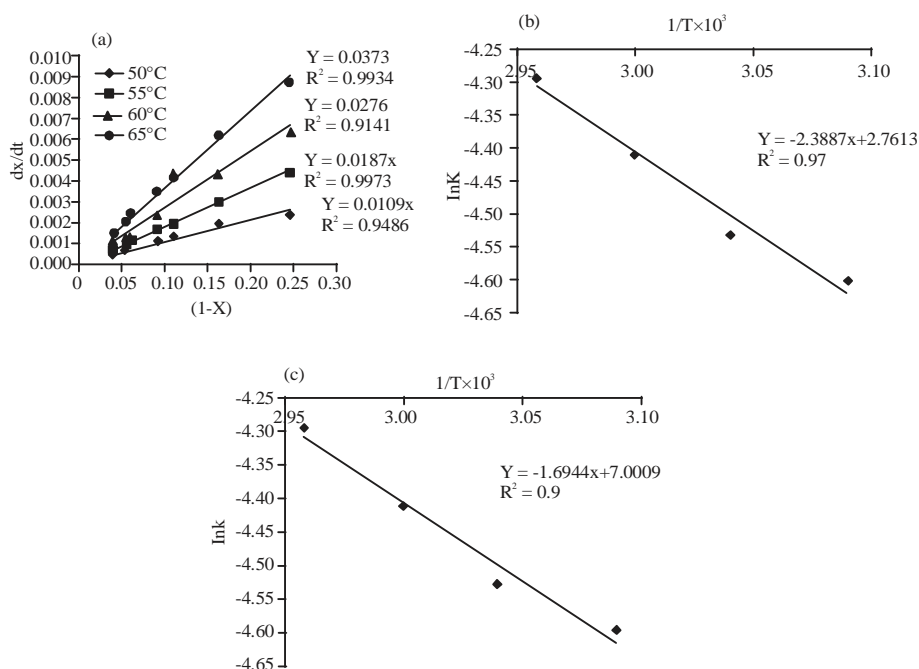 (a)
0.010
0.009
0.008
0.007
0.006
0.005
0.004
0.003
0.002
0.001
0.000
dx/dt
50°C
55°C
60°C
65°C
Y = 0.0373
R² = 0.9934
Y = 0.0276
R² = 0.9141
Y = 0.0187x
R² = 0.9973
Y = 0.0109x
R² = 0.9486
0 0.05 0.10 0.15 0.20 0.25 0.30
(1-X)
(b)
1/T×10³
2.95 3.00 3.05 3.10
-4.25
-4.30
-4.35
-4.40
-4.45
-4.50
-4.55
-4.60
-4.65
InK
Y = -2.3887x+2.7613
R² = 0.97
(c)
1/T×10³
2.95 3.00 3.05 3.10
-4.25
-4.30
-4.35
-4.40
-4.45
-4.50
-4.55
-4.60
-4.65
Ink
Y = -1.6944x+7.0009
R² = 0.9